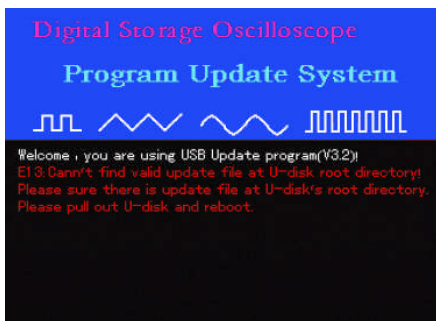 Digital Storage Oscilloscope
Program Update System
Welcome , you are using USB Update program(V3.2)!
E13:Cann't find valid update file at U-disk root directory!
Please sure there is update file at U-disk's root directory.
Please pull out U-disk and reboot.